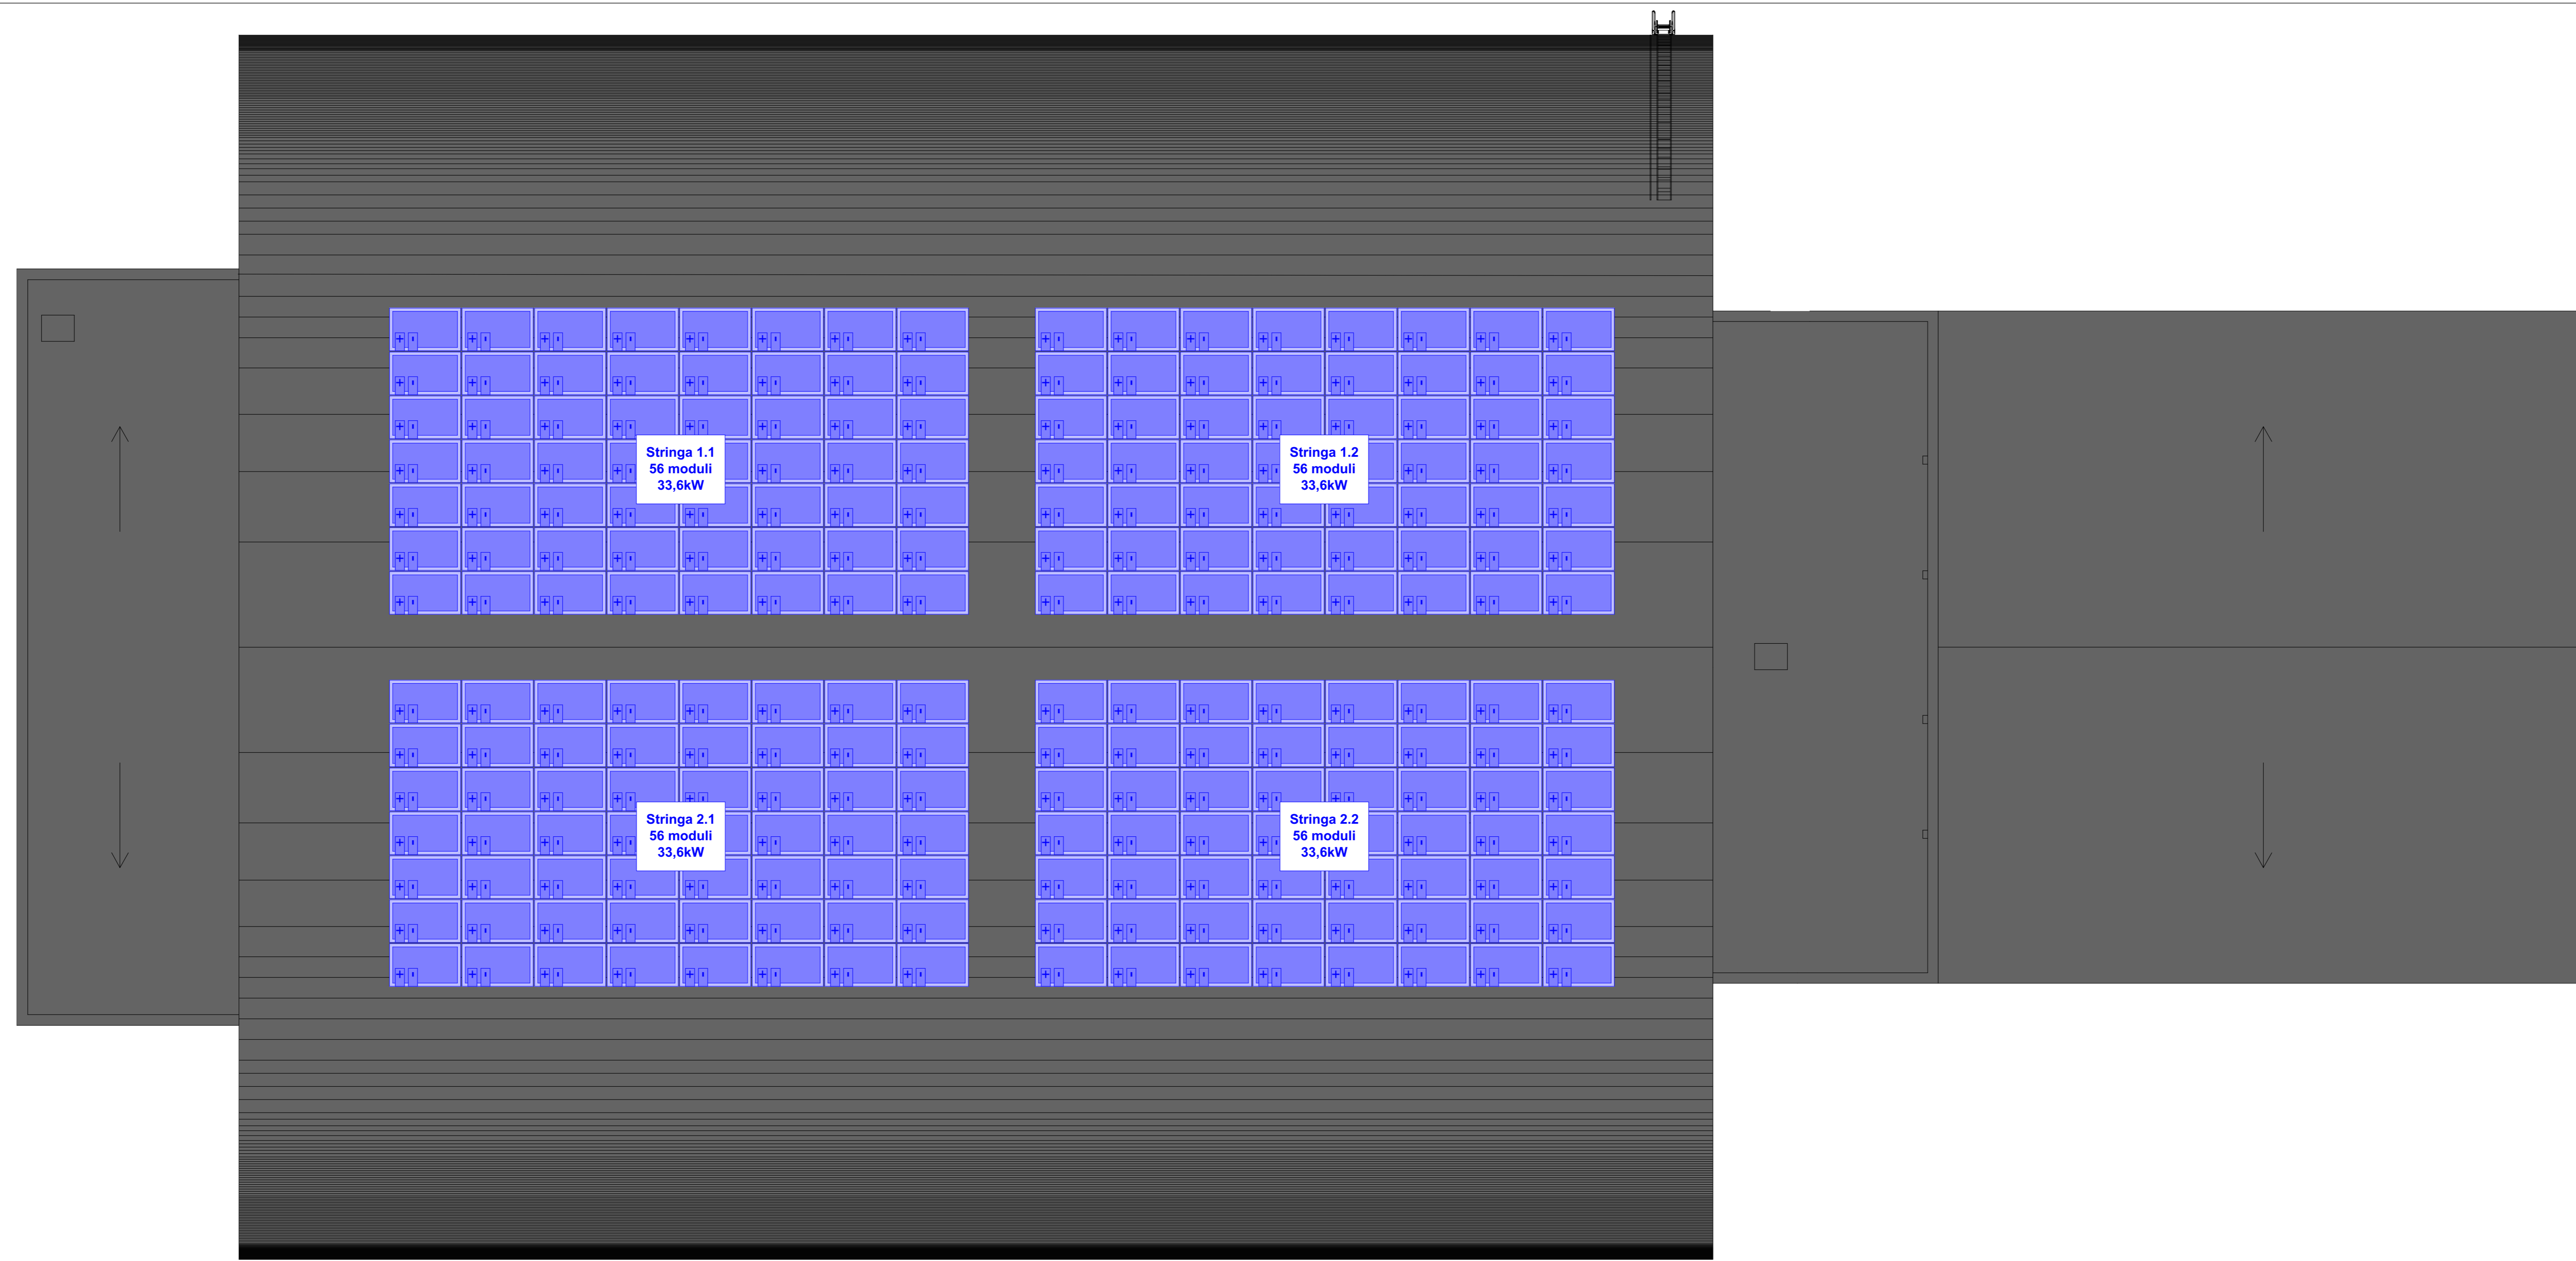 Stringa 1.1
56 moduli
33,6kW
Stringa 1.2
56 moduli
33,6kW
Stringa 2.1
56 moduli
33,6kW
Stringa 2.2
56 moduli
33,6kW